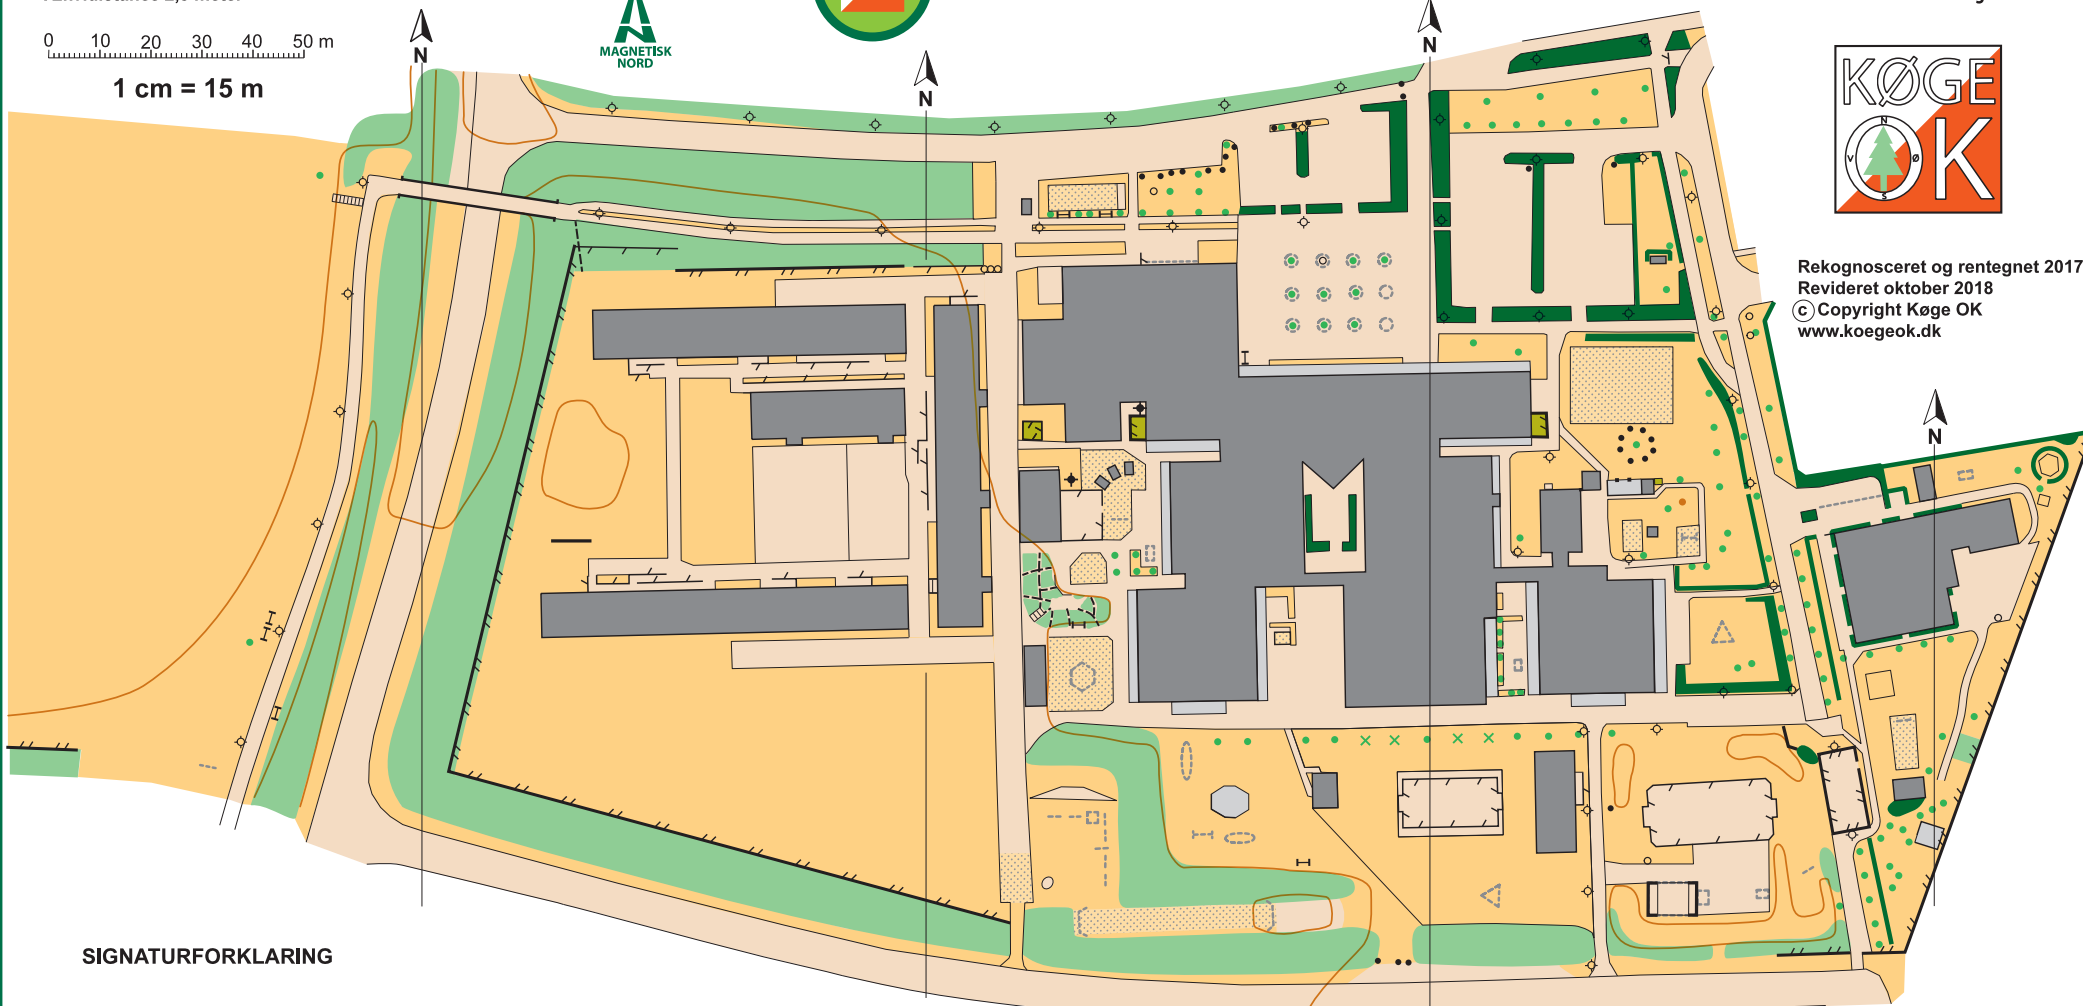 0 10 20 30 40 50 m
1 cm = 15 m
MAGNETISK
NORD
N
N
N
N
KØGE
OK
N
V Ø
S
Rekognosceret og rentegnet 2017
Revideret oktober 2018
© Copyright Køge OK
www.koegeok.dk
SIGNATURFORKLARING